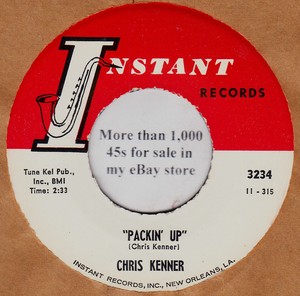 INSTANT
RECORDS
More than 1,000
45s for sale in
my eBay store
Tune Kel Pub.,
Inc., BMI
Time: 2:33
3234
11 - 315
"PACKIN' UP"
(Chris Kenner)
CHRIS KENNER
INSTANT RECORDS, INC., NEW ORLEANS, LA.